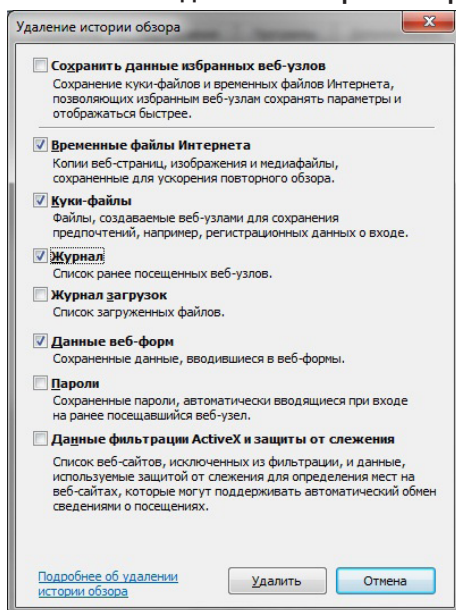 Удаление истории обзора
Сохранить данные избранных веб-узлов
Сохранение куки-файлов и временных файлов Интернета,
позволяющих избранным веб-узлам сохранять параметры и
отображаться быстрее.
Временные файлы Интернета
Копии веб-страниц, изображения и медиафайлы,
сохраненные для ускорения повторного обзора.
Куки-файлы
Файлы, создаваемые веб-узлами для сохранения
предпочтений, например, регистрационных данных о входе.
Журнал
Список ранее посещенных веб-узлов.
Журнал загрузок
Список загруженных файлов.
Данные веб-форм
Сохраненные данные, вводившиеся в веб-формы.
Пароли
Сохраненные пароли, автоматически вводящиеся при входе
на ранее посещавшийся веб-узел.
Данные фильтрации ActiveX и защиты от слежения
Список веб-сайтов, исключенных из фильтрации, и данные,
используемые защитой от слежения для определения мест на
веб-сайтах, которые могут поддерживать автоматический обмен
сведениями о посещениях.
Подробнее об удалении
истории обзора
Удалить
Отмена